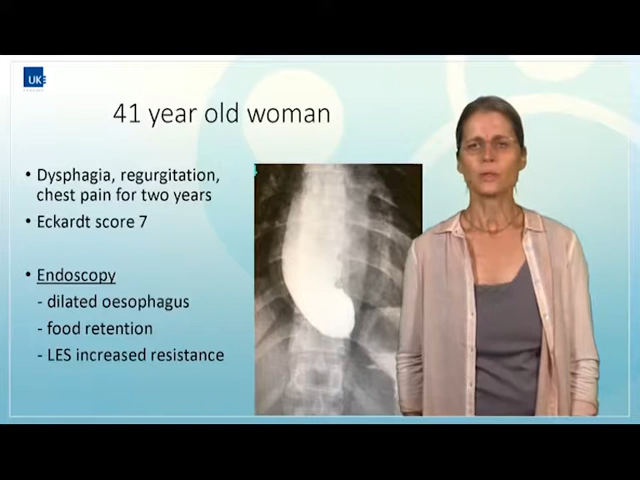 UKE
41 year old woman
• Dysphagia, regurgitation,
chest pain for two years
• Eckardt score 7
• Endoscopy
- dilated oesophagus
- food retention
- LES increased resistance